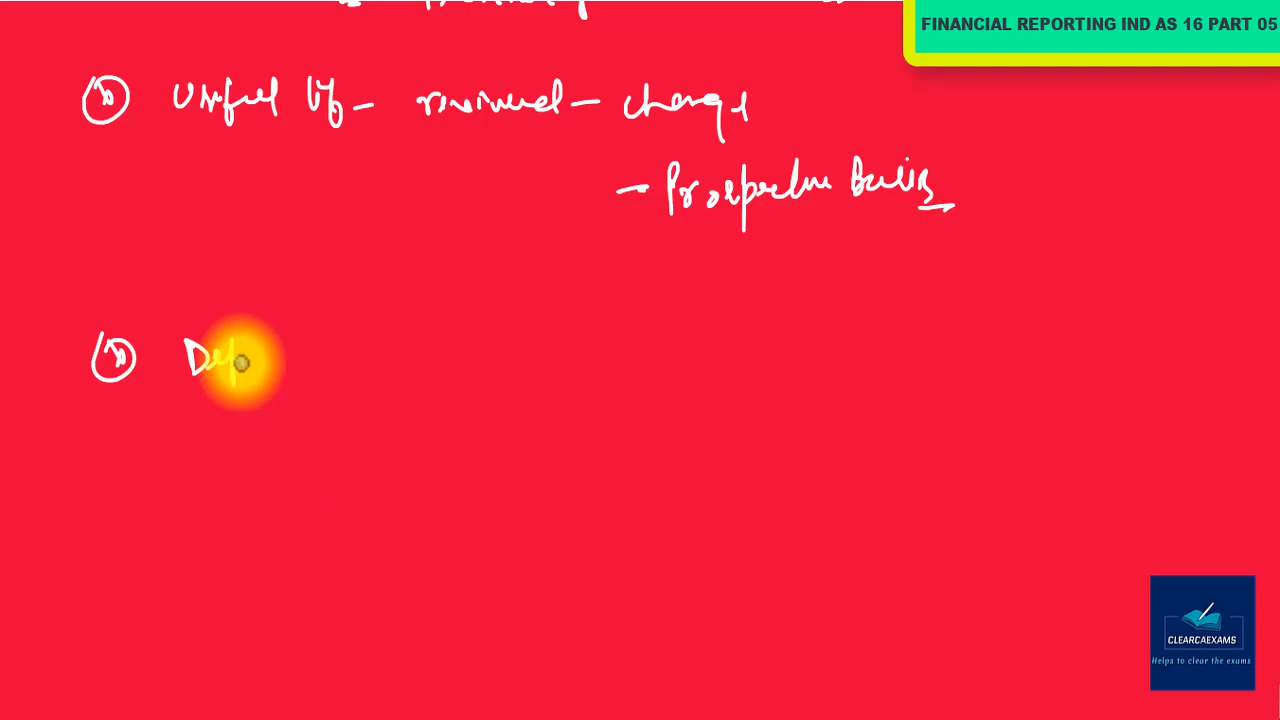 FINANCIAL REPORTING IND AS 16 PART 05
Useful life - reviewed - change
- Prospective Basis
Dep
CLEARCAEXAMS
Helps to clear the exams